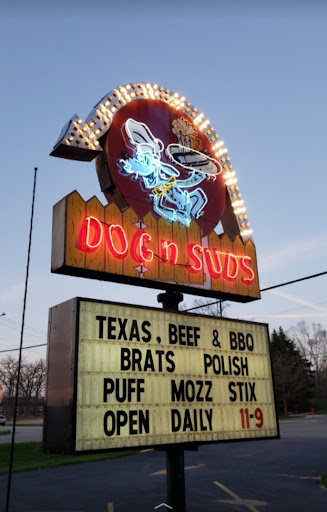 DOG n SUDS
TEXAS, BEEF & BBQ
BRATS POLISH
PUFF MOZZ STIX
OPEN DAILY 11-9